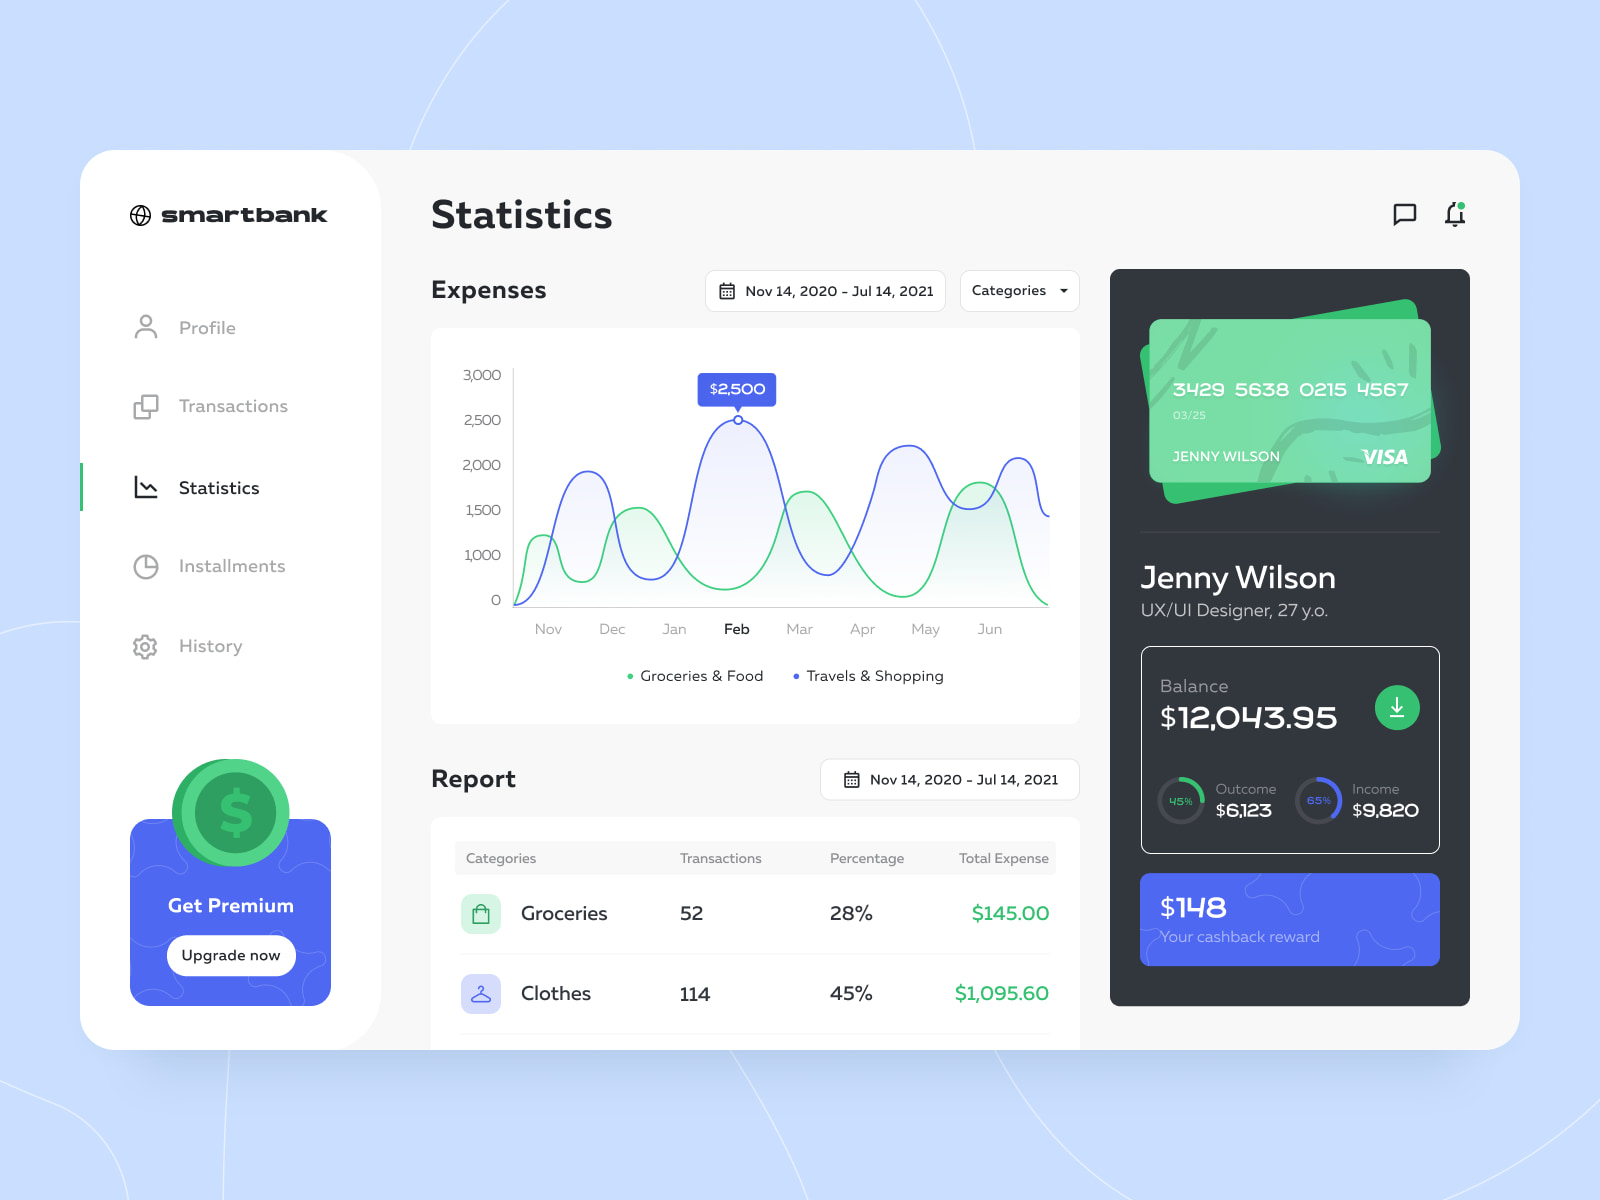 smartbank
Profile
Transactions
Statistics
Installments
History
$
Get Premium
Upgrade now
Statistics
Expenses
Nov 14, 2020 - Jul 14, 2021
Categories
3,000
2,500
2,000
1,500
1,000
0
$2,500
Nov Dec Jan Feb Mar Apr May Jun
Groceries & Food Travels & Shopping
Report
Nov 14, 2020 - Jul 14, 2021
Categories Transactions Percentage Total Expense
Groceries 52 28% $145.00
Clothes 114 45% $1,095.60
3429 5638 0215 4567
03/25
JENNY WILSON VISA
Jenny Wilson
UX/UI Designer, 27 y.o.
Balance
$12,043.95
45% Outcome
$6,123
65% Income
$9,820
$148
Your cashback reward